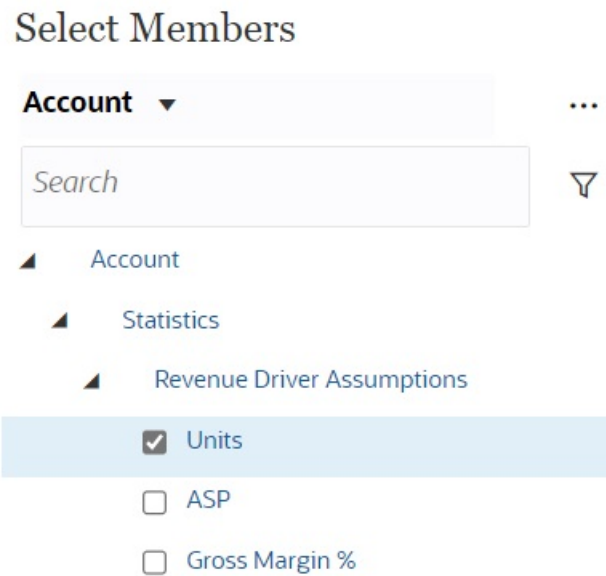 Select Members
Account
...
Search
Account
Statistics
Revenue Driver Assumptions
Units
ASP
Gross Margin %